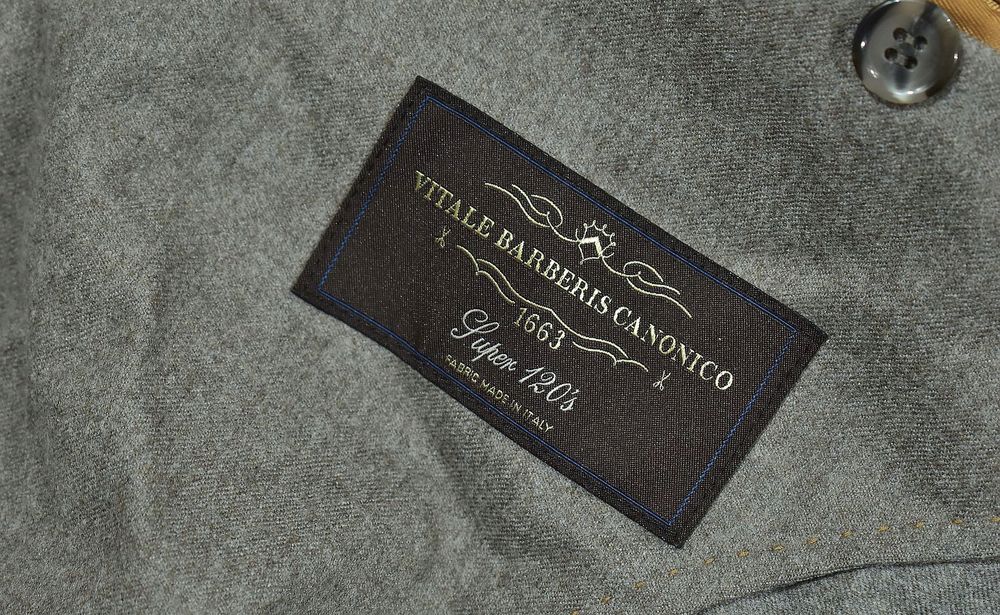 VITALE BARBERIS CANONICO
1663
Super 120's
FABRIC MADE IN ITALY